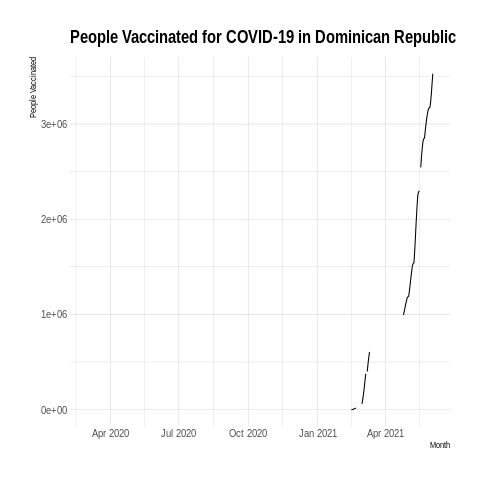 People Vaccinated for COVID-19 in Dominican Republic
People Vaccinated
3e+06
2e+06
1e+06
0e+00
Apr 2020 Jul 2020 Oct 2020 Jan 2021 Apr 2021
Month